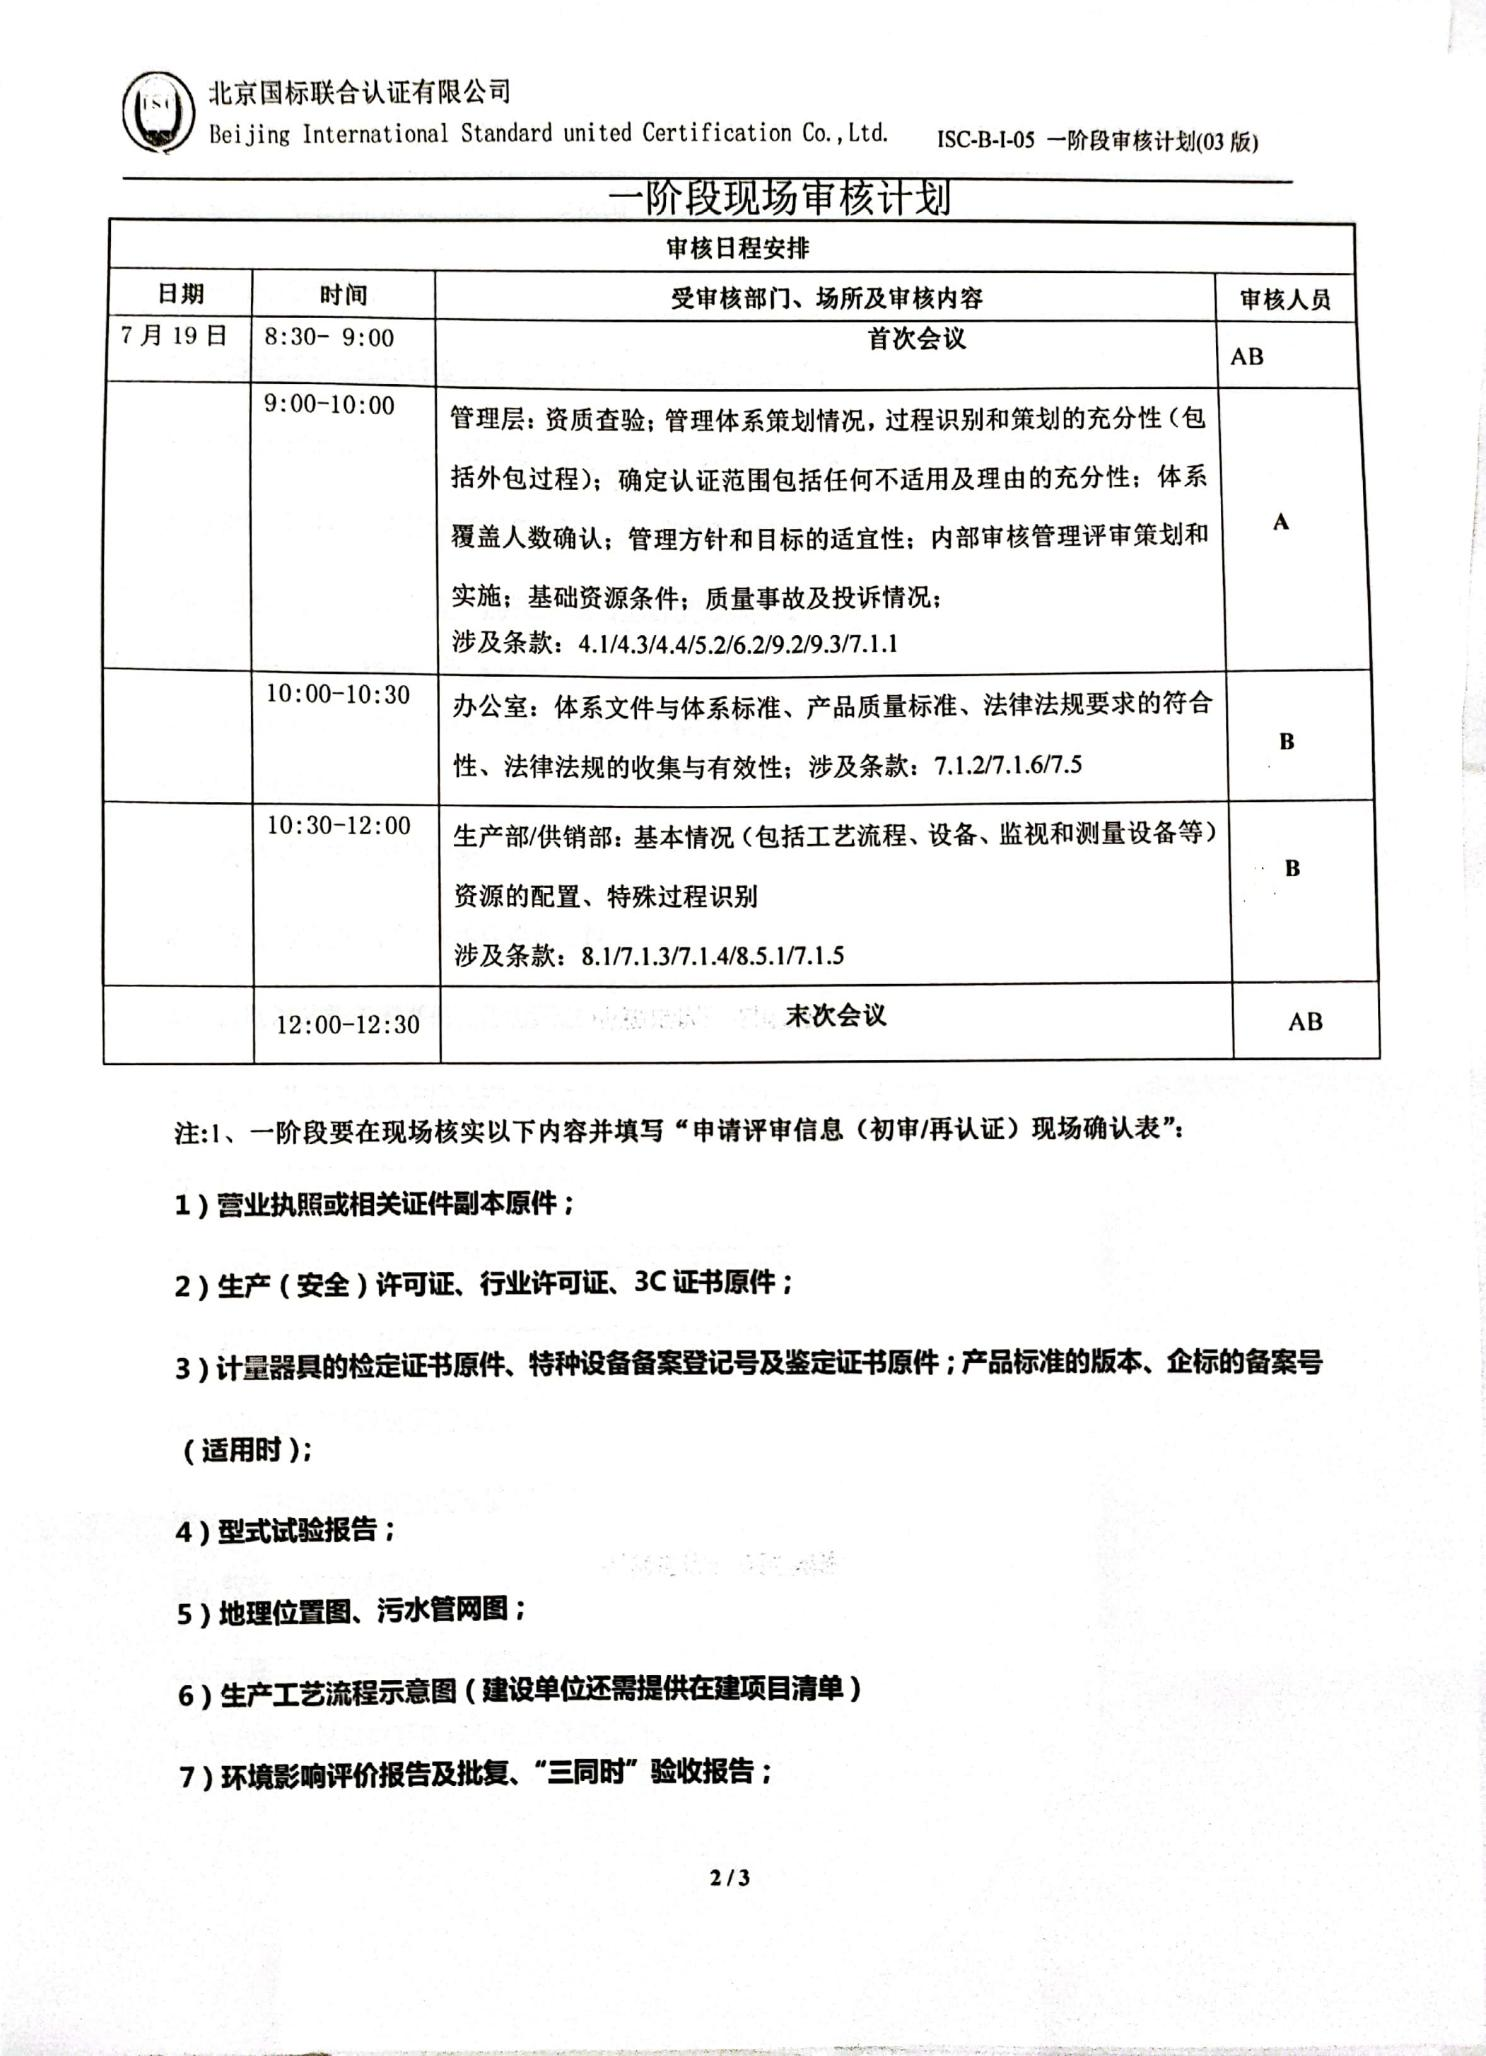 北京国标联合认证有限公司
Beijing International Standard united Certification Co.,Ltd. ISC-B-I-05 一阶段审核计划(03 版)
一阶段现场审核计划
审核日程安排
日期 时间 受审核部门、场所及审核内容 审核人员
7 月 19 日 8:30- 9:00 首次会议 AB
9:00-10:00 管理层：资质查验；管理体系策划情况，过程识别和策划的充分性（包
括外包过程）；确定认证范围包括任何不适用及理由的充分性；体系
覆盖人数确认；管理方针和目标的适宜性；内部审核管理评审策划和
实施；基础资源条件；质量事故及投诉情况；
涉及条款：4.1/4.3/4.4/5.2/6.2/9.2/9.3/7.1.1
A
10:00-10:30 办公室：体系文件与体系标准、产品质量标准、法律法规要求的符合
性、法律法规的收集与有效性；涉及条款：7.1.2/7.1.6/7.5
B
10:30-12:00 生产部/供销部：基本情况（包括工艺流程、设备、监视和测量设备等）
资源的配置、特殊过程识别
涉及条款：8.1/7.1.3/7.1.4/8.5.1/7.1.5
B
12:00-12:30 末次会议 AB
注:1、一阶段要在现场核实以下内容并填写“申请评审信息（初审/再认证）现场确认表”：
1）营业执照或相关证件副本原件；
2）生产（安全）许可证、行业许可证、3C 证书原件；
3）计量器具的检定证书原件、特种设备备案登记号及鉴定证书原件；产品标准的版本、企标的备案号
（适用时）；
4）型式试验报告；
5）地理位置图、污水管网图；
6）生产工艺流程示意图（建设单位还需提供在建项目清单）
7）环境影响评价报告及批复、“三同时”验收报告；
2 / 3